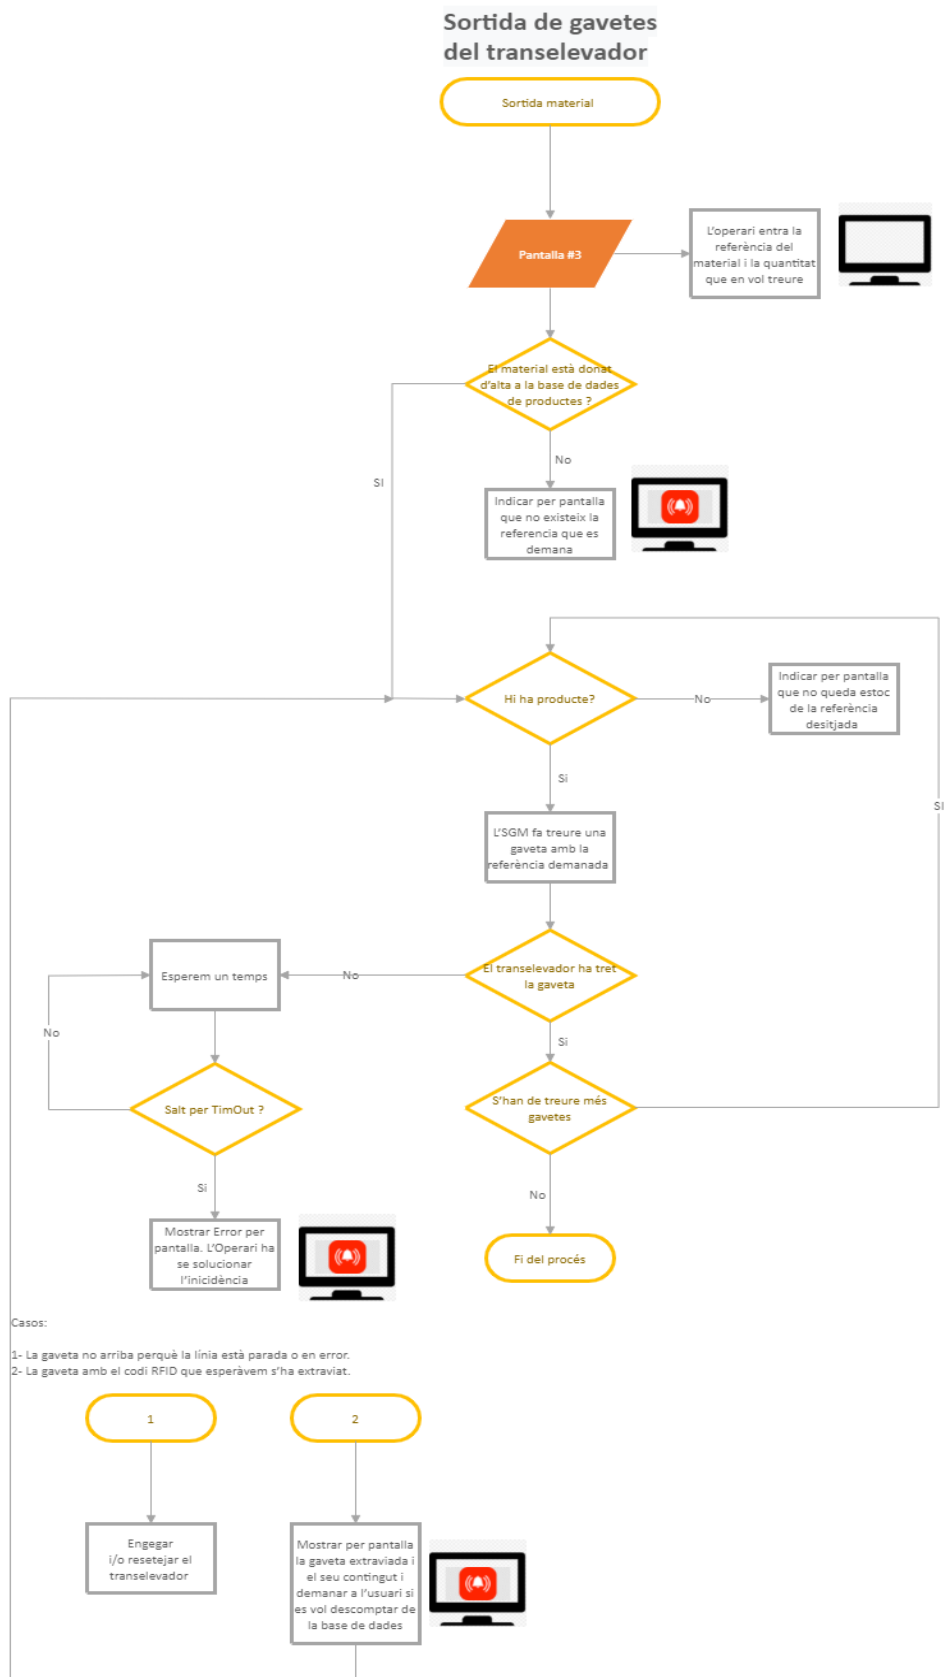 Sortida de gavetes
del transelevador
Sortida material
Pantalla #3
L'operari entra la
referència del
material i la quantitat
que en vol treure
El material està donat
d'alta a la base de dades
de productes ?
SI
No
Indicar per pantalla
que no existeix la
referencia que es
demana
Hi ha producte?
No
Indicar per pantalla
que no queda estoc
de la referència
desitjada
Si
SI
L'SGM fa treure una
gaveta amb la
referència demanada
El transelevador ha tret
la gaveta
No
Esperem un temps
No
Si
Salt per TimOut ?
S'han de treure més
gavetes
Si
No
Mostrar Error per
pantalla. L'Operari ha
se solucionar
l'inicidència
Fi del procés
Casos:
1- La gaveta no arriba perquè la línia està parada o en error.
2- La gaveta amb el codi RFID que esperàvem s'ha extraviat.
1
2
Engegar
i/o resetejar el
transelevador
Mostrar per pantalla
la gaveta extraviada i
el seu contingut i
demanar a l'usuari si
es vol descomptar de
la base de dades